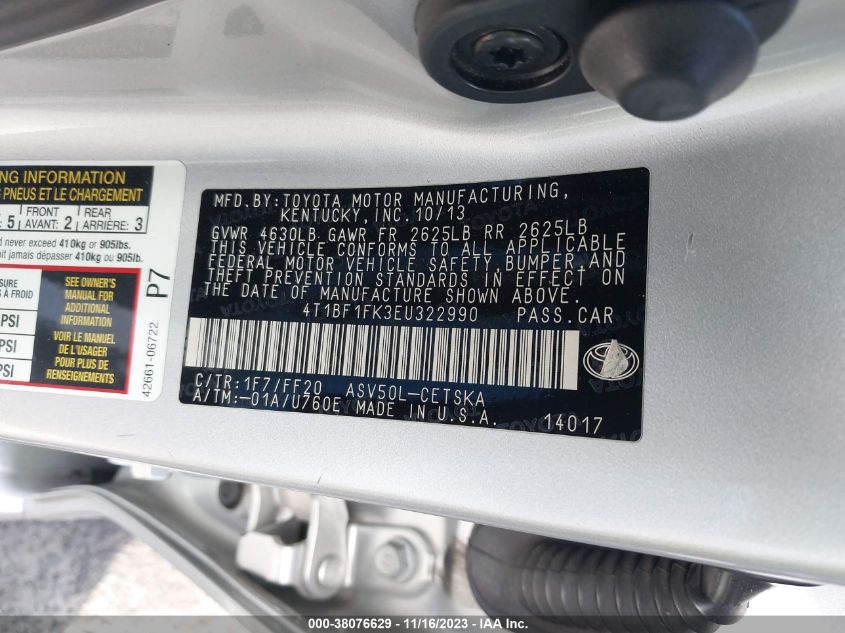 NG INFORMATION
PNEUS ET LE CHARGEMENT
5 FRONT AVANT: 2 REAR ARRIÈRE: 3
never exceed 410kg or 905lbs.
jamais dépasser 410kg or 905lb.
SURE
À FROID
PSI
PSI
PSI
SEE OWNER'S
MANUAL FOR
ADDITIONAL
INFORMATION
VOIR LE MANUEL
DE L'USAGER
POUR PLUS DE
RENSEIGNEMENTS
P7
42661-06722
MFD.BY:TOYOTA MOTOR MANUFACTURING,
KENTUCKY,INC.10/13
GVWR 4630LB GAWR FR 2625LB RR 2625LB
THIS VEHICLE CONFORMS TO ALL APPLICABLE
FEDERAL MOTOR VEHICLE SAFETY,BUMPER,AND
THEFT PREVENTION STANDARDS IN EFFECT ON
THE DATE OF MANUFACTURE SHOWN ABOVE.
4T1BF1FK3EU322990 PASS.CAR
C/TR:1F7/FF20 ASV50L-CETSKA
A/TM:-01A/U760E MADE IN U.S.A. 14017
000-38076629 - 11/16/2023 - IAA Inc.